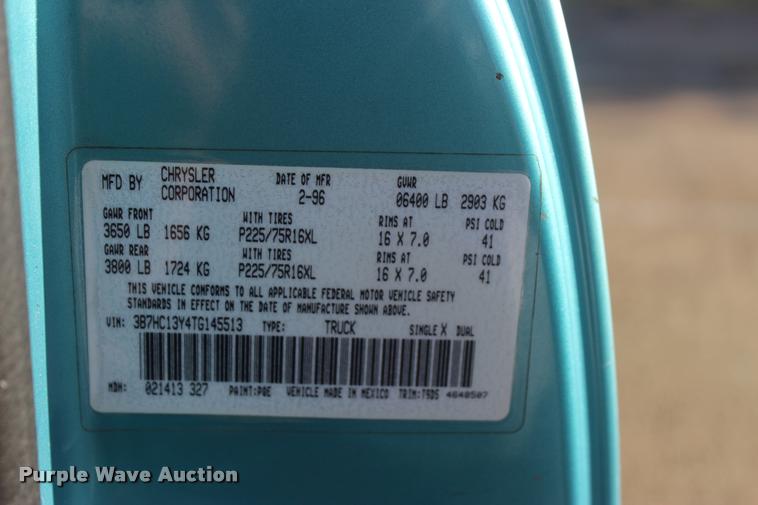 MFD BY CHRYSLER CORPORATION DATE OF MFR 2-96 GVWR 06400 LB 2903 KG
GAWR FRONT WITH TIRES RIMS AT PSI COLD
3650 LB 1656 KG P225/75R16XL 16 X 7.0 41
GAWR REAR WITH TIRES RIMS AT PSI COLD
3800 LB 1724 KG P225/75R16XL 16 X 7.0 41
THIS VEHICLE CONFORMS TO ALL APPLICABLE FEDERAL MOTOR VEHICLE SAFETY
STANDARDS IN EFFECT ON THE DATE OF MANUFACTURE SHOWN ABOVE.
VIN: 3B7HC13Y4TG145513 TYPE: TRUCK SINGLE X DUAL
MDH: 021413 327 PAINT:PQE VEHICLE MADE IN MEXICO TRIM:T9D5 4648507
Purple Wave Auction